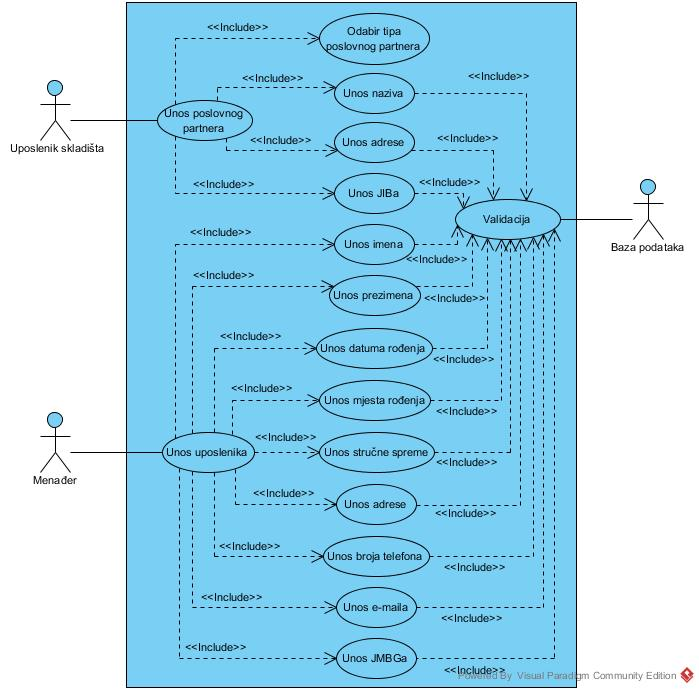 <<Include>>
Odabir tipa
poslovnog partnera
<<Include>>
Unos naziva
<<Include>>
Unos poslovnog
partnera
Uposlenik skladišta
<<Include>>
Unos adrese
<<Include>>
<<Include>>
Unos JIBa
<<Include>>
Validacija
Baza podataka
<<Include>>
Unos imena
<<Include>>
<<Include>>
Unos prezimena
<<Include>>
<<Include>>
Unos datuma rođenja
<<Include>>
<<Include>>
Unos mjesta rođenja
<<Include>>
Unos uposlenika
Menađer
<<Include>>
Unos stručne spreme
<<Include>>
<<Include>>
Unos adrese
<<Include>>
<<Include>>
Unos broja telefona
<<Include>>
<<Include>>
Unos e-maila
<<Include>>
<<Include>>
Unos JMBGa
<<Include>>
Powered By Visual Paradigm Community Edition